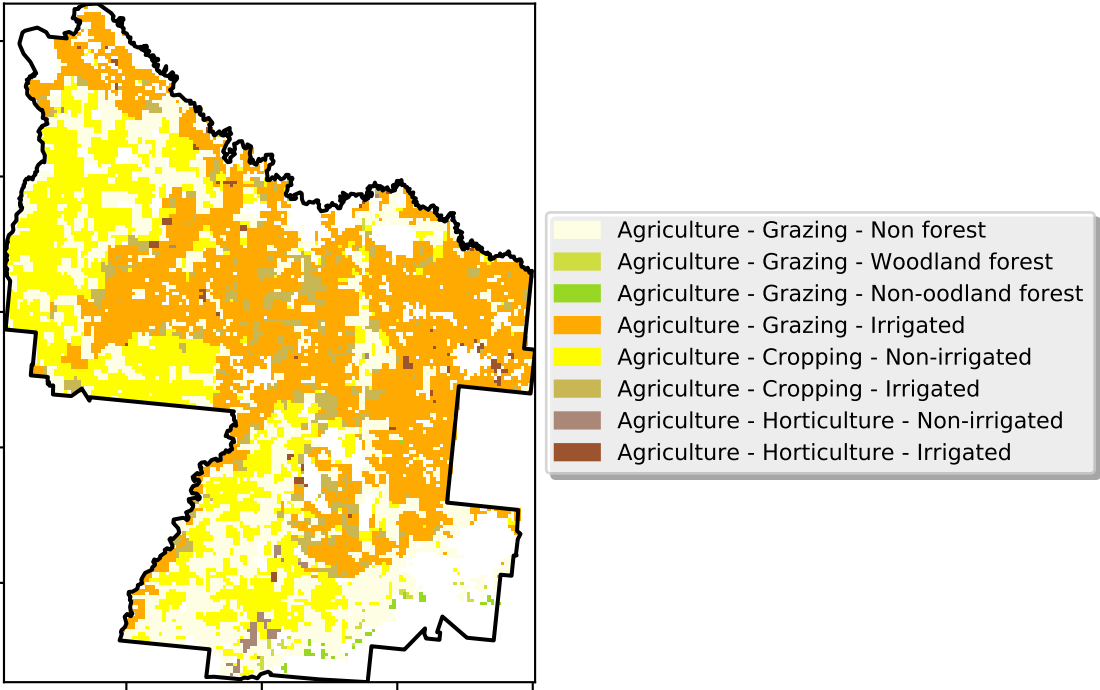 Agriculture - Grazing - Non forest
Agriculture - Grazing - Woodland forest
Agriculture - Grazing - Non-oodland forest
Agriculture - Grazing - Irrigated
Agriculture - Cropping - Non-irrigated
Agriculture - Cropping - Irrigated
Agriculture - Horticulture - Non-irrigated
Agriculture - Horticulture - Irrigated